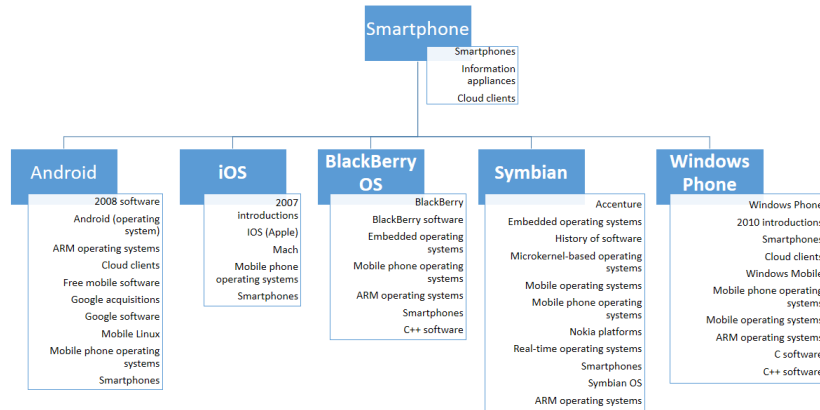 Smartphone
Smartphones
Information
appliances
Cloud clients
Android
2008 software
Android (operating
system)
ARM operating systems
Cloud clients
Free mobile software
Google acquisitions
Google software
Mobile Linux
Mobile phone operating
systems
Smartphones
iOS
2007
introductions
IOS (Apple)
Mach
Mobile phone
operating systems
Smartphones
BlackBerry
OS
BlackBerry
BlackBerry software
Embedded operating
systems
Mobile phone operating
systems
ARM operating systems
Smartphones
C++ software
Symbian
Accenture
Embedded operating systems
History of software
Microkernel-based operating
systems
Mobile operating systems
Mobile phone operating
systems
Nokia platforms
Real-time operating systems
Smartphones
Symbian OS
ARM operating systems
Windows
Phone
Windows Phone
2010 introductions
Smartphones
Cloud clients
Windows Mobile
Mobile phone operating
systems
Mobile operating systems
ARM operating systems
C software
C++ software